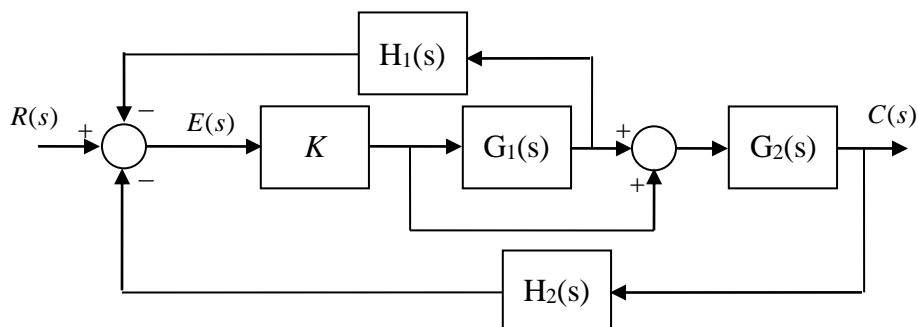 H₁(s)
−
R(s)
+
E(s)
K
G₁(s)
+
+
G₂(s)
C(s)
−
H₂(s)